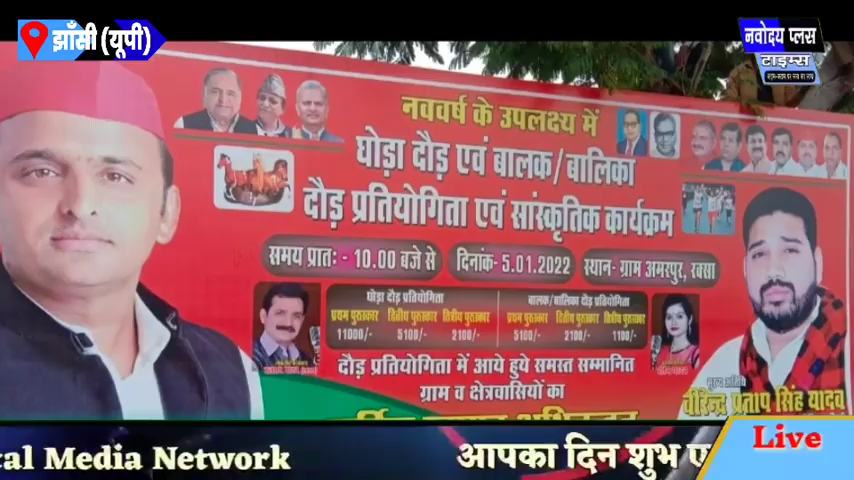 झाँसी (यूपी)
नवोदय प्लस
टाइम्स
नववर्ष के उपलक्ष्य में
घोड़ा दौड़ एवं बालक/बालिका
दौड़ प्रतियोगिता एवं सांस्कृतिक कार्यक्रम
समय प्रातः - 10.00 बजे से
दिनांक- 5.01.2022
स्थान- ग्राम अमरपुर, रक्सा
घोड़ा दौड़ प्रतियोगिता
प्रथम पुरस्कार द्वितीय पुरस्कार तृतीय पुरस्कार
11000/- 5100/- 2100/-
बालक/बालिका दौड़ प्रतियोगिता
प्रथम पुरस्कार द्वितीय पुरस्कार तृतीय पुरस्कार
5100/- 2100/- 1100/-
दौड़ प्रतियोगिता में आये हुये समस्त सम्मानित
ग्राम व क्षेत्रवासियों का
मुख्य अतिथि
वीरेन्द्र प्रताप सिंह यादव
tal Media Network
आपका दिन शुभ
Live